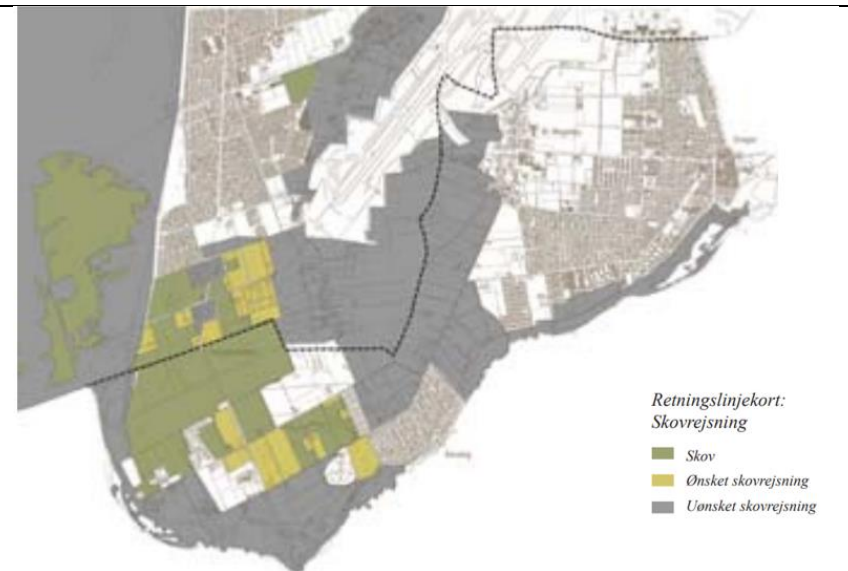 Retningslinjekort:
Skovrejsning
Skov
Ønsket skovrejsning
Uønsket skovrejsning